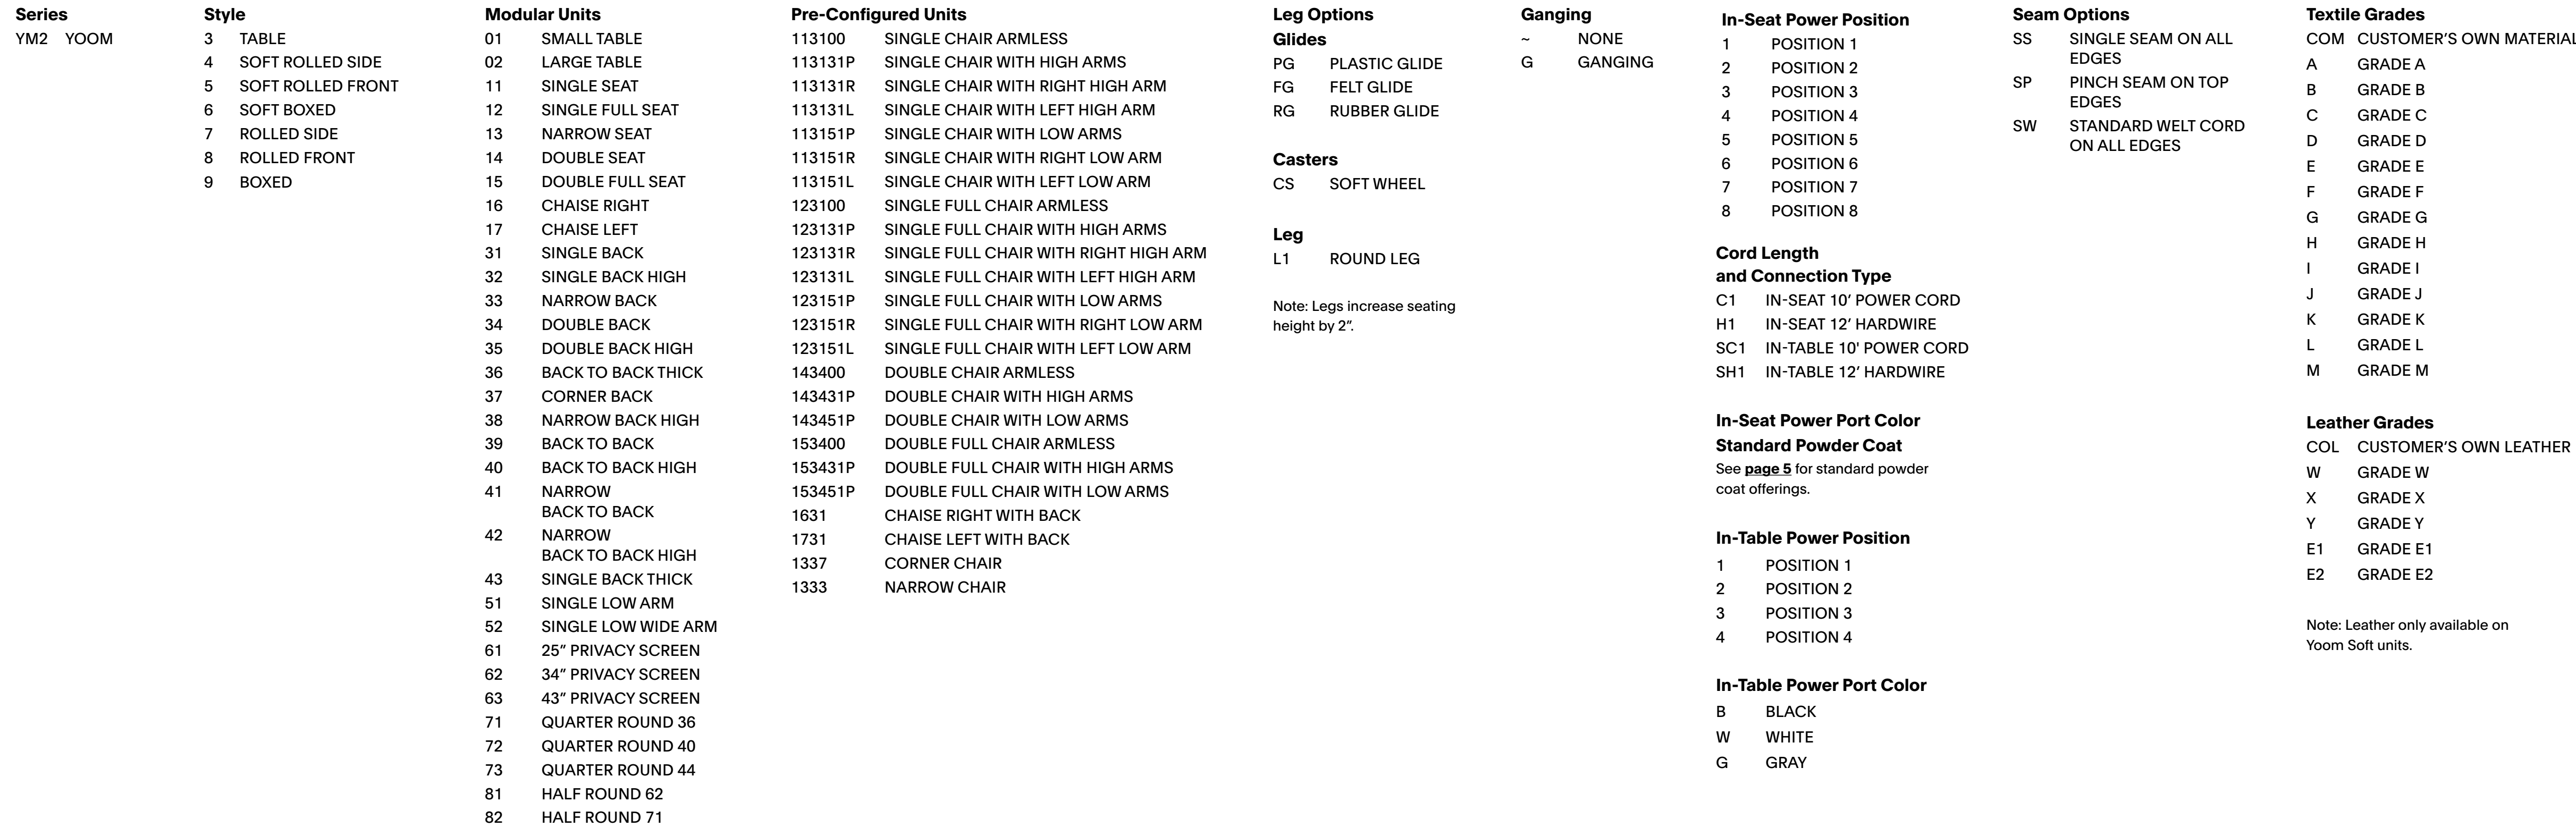 Series
YM2 YOOM
Style
3 TABLE
4 SOFT ROLLED SIDE
5 SOFT ROLLED FRONT
6 SOFT BOXED
7 ROLLED SIDE
8 ROLLED FRONT
9 BOXED
Modular Units
01 SMALL TABLE
02 LARGE TABLE
11 SINGLE SEAT
12 SINGLE FULL SEAT
13 NARROW SEAT
14 DOUBLE SEAT
15 DOUBLE FULL SEAT
16 CHAISE RIGHT
17 CHAISE LEFT
31 SINGLE BACK
32 SINGLE BACK HIGH
33 NARROW BACK
34 DOUBLE BACK
35 DOUBLE BACK HIGH
36 BACK TO BACK THICK
37 CORNER BACK
38 NARROW BACK HIGH
39 BACK TO BACK
40 BACK TO BACK HIGH
41 NARROW
BACK TO BACK
42 NARROW
BACK TO BACK HIGH
43 SINGLE BACK THICK
51 SINGLE LOW ARM
52 SINGLE LOW WIDE ARM
61 25″ PRIVACY SCREEN
62 34″ PRIVACY SCREEN
63 43″ PRIVACY SCREEN
71 QUARTER ROUND 36
72 QUARTER ROUND 40
73 QUARTER ROUND 44
81 HALF ROUND 62
82 HALF ROUND 71
Pre-Configured Units
113100 SINGLE CHAIR ARMLESS
113131P SINGLE CHAIR WITH HIGH ARMS
113131R SINGLE CHAIR WITH RIGHT HIGH ARM
113131L SINGLE CHAIR WITH LEFT HIGH ARM
113151P SINGLE CHAIR WITH LOW ARMS
113151R SINGLE CHAIR WITH RIGHT LOW ARM
113151L SINGLE CHAIR WITH LEFT LOW ARM
123100 SINGLE FULL CHAIR ARMLESS
123131P SINGLE FULL CHAIR WITH HIGH ARMS
123131R SINGLE FULL CHAIR WITH RIGHT HIGH ARM
123131L SINGLE FULL CHAIR WITH LEFT HIGH ARM
123151P SINGLE FULL CHAIR WITH LOW ARMS
123151R SINGLE FULL CHAIR WITH RIGHT LOW ARM
123151L SINGLE FULL CHAIR WITH LEFT LOW ARM
143400 DOUBLE CHAIR ARMLESS
143431P DOUBLE CHAIR WITH HIGH ARMS
143451P DOUBLE CHAIR WITH LOW ARMS
153400 DOUBLE FULL CHAIR ARMLESS
153431P DOUBLE FULL CHAIR WITH HIGH ARMS
153451P DOUBLE FULL CHAIR WITH LOW ARMS
1631 CHAISE RIGHT WITH BACK
1731 CHAISE LEFT WITH BACK
1337 CORNER CHAIR
1333 NARROW CHAIR
Leg Options
Glides
PG PLASTIC GLIDE
FG FELT GLIDE
RG RUBBER GLIDE
Casters
CS SOFT WHEEL
Leg
L1 ROUND LEG
Note: Legs increase seating
height by 2″.
Ganging
~ NONE
G GANGING
In-Seat Power Position
1 POSITION 1
2 POSITION 2
3 POSITION 3
4 POSITION 4
5 POSITION 5
6 POSITION 6
7 POSITION 7
8 POSITION 8
Cord Length
and Connection Type
C1 IN-SEAT 10’ POWER CORD
H1 IN-SEAT 12’ HARDWIRE
SC1 IN-TABLE 10' POWER CORD
SH1 IN-TABLE 12’ HARDWIRE
In-Seat Power Port Color
Standard Powder Coat
See page 5 for standard powder
coat offerings.
In-Table Power Position
1 POSITION 1
2 POSITION 2
3 POSITION 3
4 POSITION 4
In-Table Power Port Color
B BLACK
W WHITE
G GRAY
Seam Options
SS SINGLE SEAM ON ALL
EDGES
SP PINCH SEAM ON TOP
EDGES
SW STANDARD WELT CORD
ON ALL EDGES
Textile Grades
COM CUSTOMER’S OWN MATERIAL
A GRADE A
B GRADE B
C GRADE C
D GRADE D
E GRADE E
F GRADE F
G GRADE G
H GRADE H
I GRADE I
J GRADE J
K GRADE K
L GRADE L
M GRADE M
Leather Grades
COL CUSTOMER’S OWN LEATHER
W GRADE W
X GRADE X
Y GRADE Y
E1 GRADE E1
E2 GRADE E2
Note: Leather only available on
Yoom Soft units.